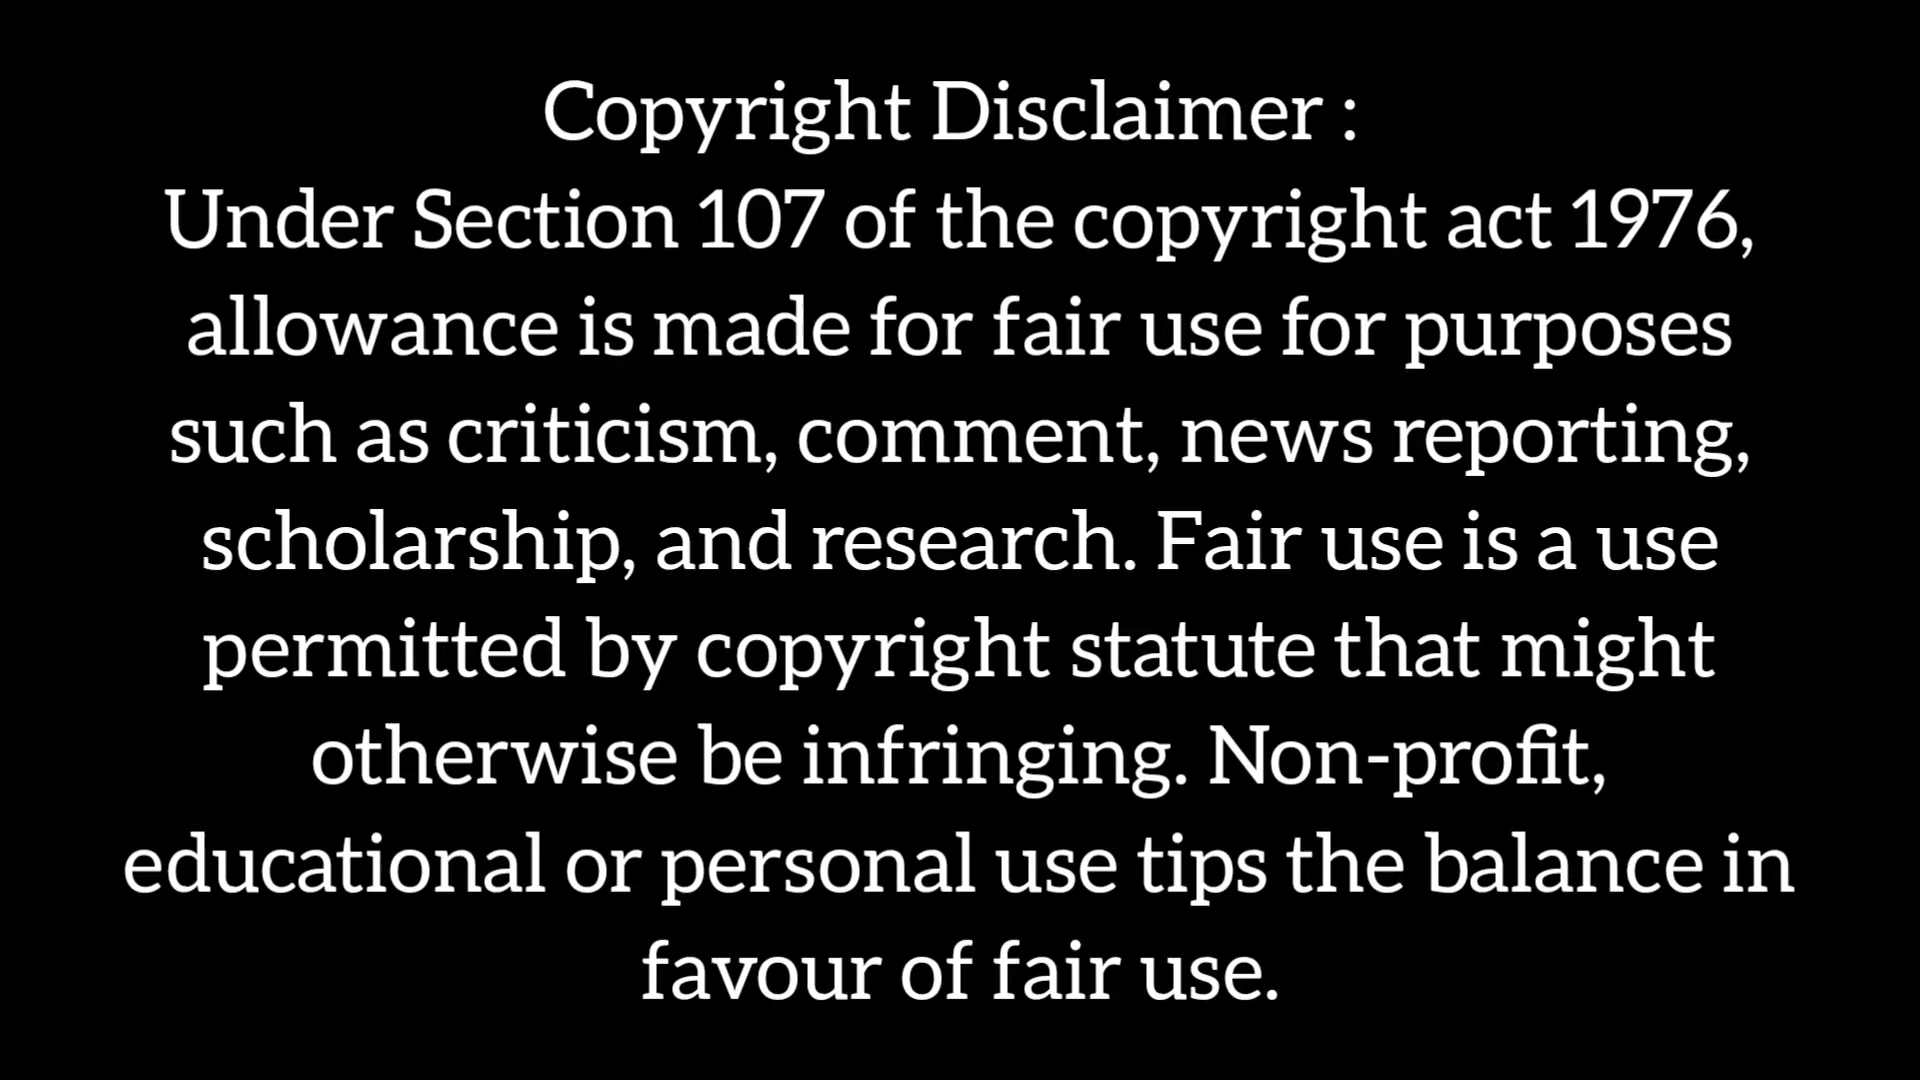 Copyright Disclaimer :
Under Section 107 of the copyright act 1976,
allowance is made for fair use for purposes
such as criticism, comment, news reporting,
scholarship, and research. Fair use is a use
permitted by copyright statute that might
otherwise be infringing. Non-profit,
educational or personal use tips the balance in
favour of fair use.